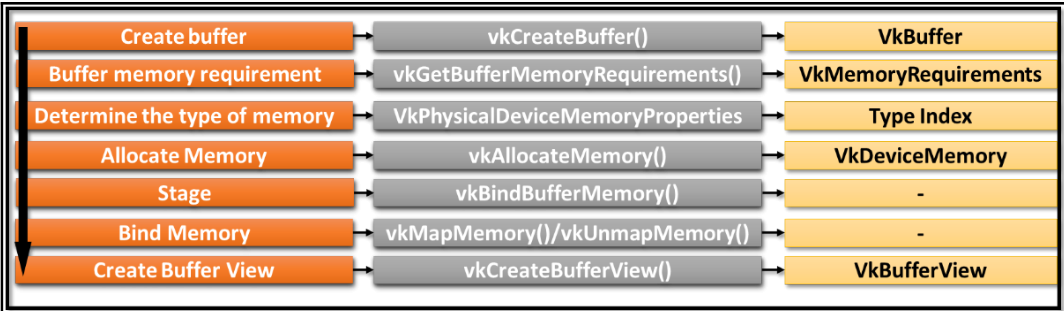 Create buffer vkCreateBuffer() VkBuffer
Buffer memory requirement vkGetBufferMemoryRequirements() VkMemoryRequirements
Determine the type of memory VkPhysicalDeviceMemoryProperties Type Index
Allocate Memory vkAllocateMemory() VkDeviceMemory
Stage vkBindBufferMemory() -
Bind Memory vkMapMemory()/vkUnmapMemory() -
Create Buffer View vkCreateBufferView() VkBufferView